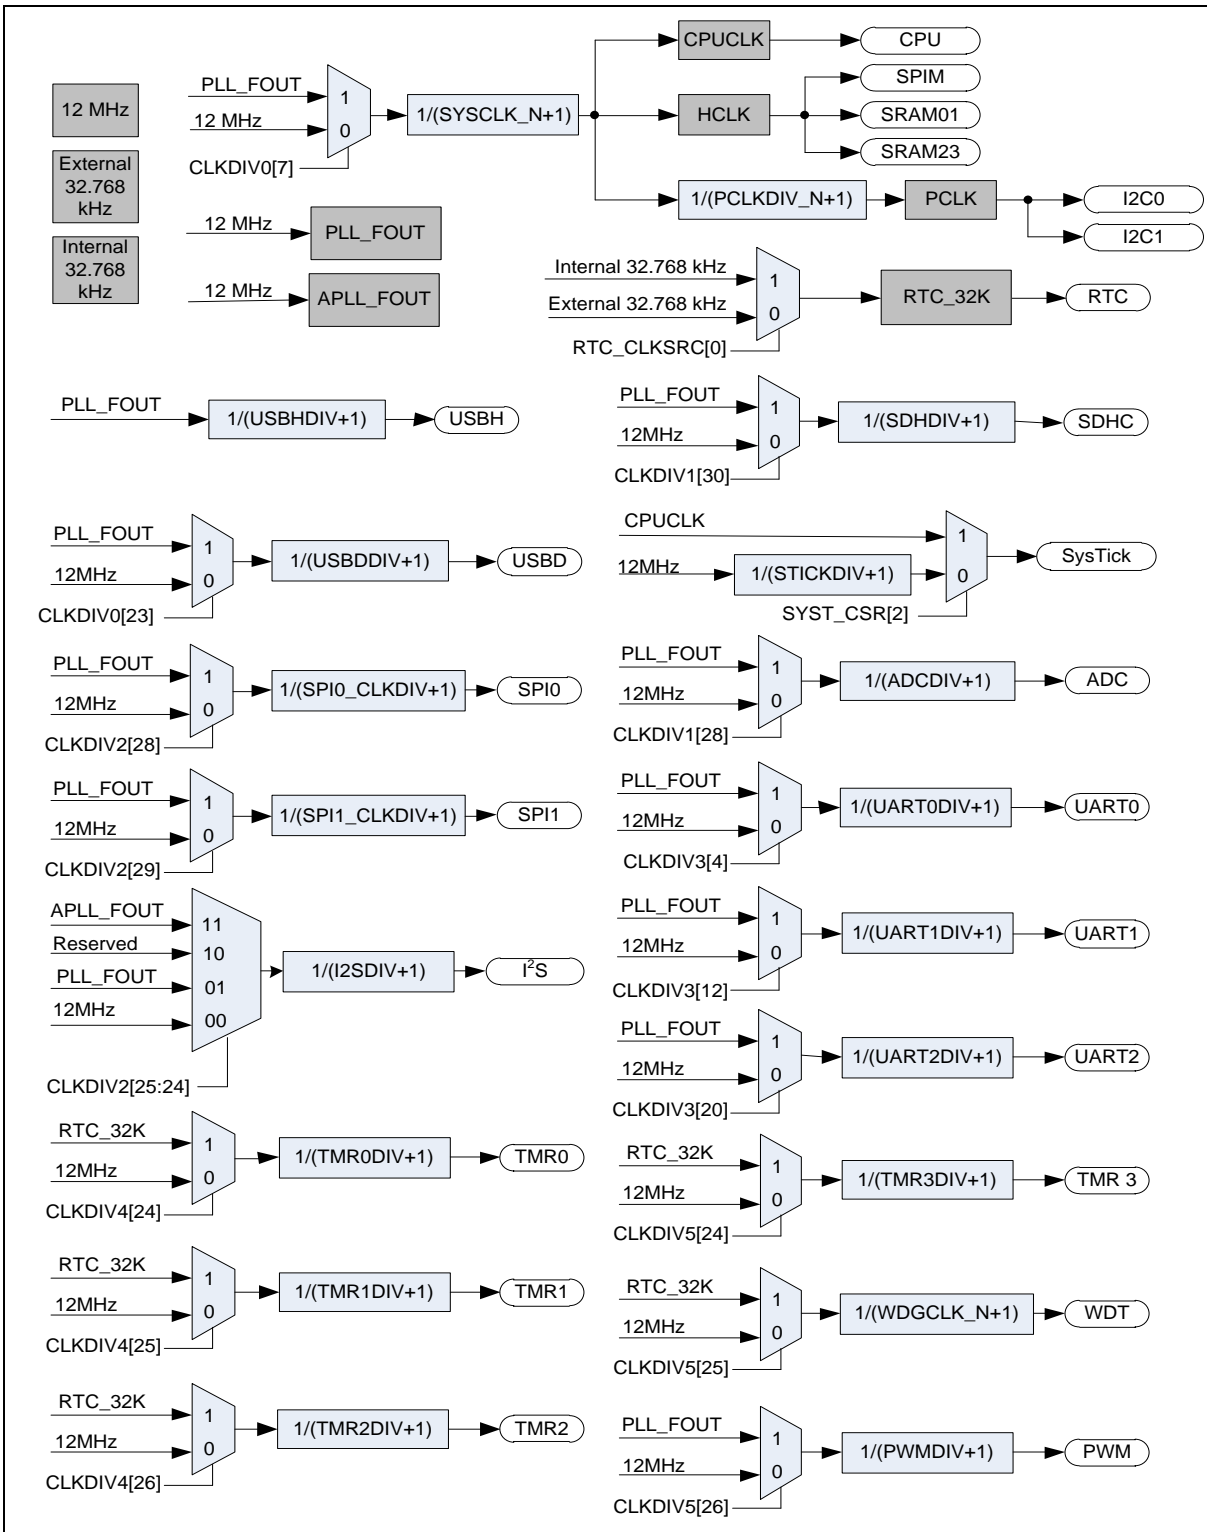 12 MHz
External
32.768
kHz
Internal
32.768
kHz
PLL_FOUT
12 MHz
1
0
CLKDIV0[7]
1/(SYSCLK_N+1)
CPUCLK
CPU
HCLK
SPIM
SRAM01
SRAM23
1/(PCLKDIV_N+1)
PCLK
I2C0
I2C1
12 MHz
PLL_FOUT
12 MHz
APLL_FOUT
Internal 32.768 kHz
External 32.768 kHz
1
0
RTC_CLKSRC[0]
RTC_32K
RTC
PLL_FOUT
1/(USBHDIV+1)
USBH
PLL_FOUT
12MHz
1
0
CLKDIV1[30]
1/(SDHDIV+1)
SDHC
PLL_FOUT
12MHz
1
0
CLKDIV0[23]
1/(USBDDIV+1)
USBD
CPUCLK
12MHz
1/(STICKDIV+1)
1
0
SYST_CSR[2]
SysTick
PLL_FOUT
12MHz
1
0
CLKDIV2[28]
1/(SPI0_CLKDIV+1)
SPI0
PLL_FOUT
12MHz
1
0
CLKDIV1[28]
1/(ADCDIV+1)
ADC
PLL_FOUT
12MHz
1
0
CLKDIV2[29]
1/(SPI1_CLKDIV+1)
SPI1
PLL_FOUT
12MHz
1
0
CLKDIV3[4]
1/(UART0DIV+1)
UART0
APLL_FOUT
Reserved
PLL_FOUT
12MHz
11
10
01
00
CLKDIV2[25:24]
1/(I2SDIV+1)
I²S
PLL_FOUT
12MHz
1
0
CLKDIV3[12]
1/(UART1DIV+1)
UART1
PLL_FOUT
12MHz
1
0
CLKDIV3[20]
1/(UART2DIV+1)
UART2
RTC_32K
12MHz
1
0
CLKDIV4[24]
1/(TMR0DIV+1)
TMR0
RTC_32K
12MHz
1
0
CLKDIV5[24]
1/(TMR3DIV+1)
TMR 3
RTC_32K
12MHz
1
0
CLKDIV4[25]
1/(TMR1DIV+1)
TMR1
RTC_32K
12MHz
1
0
CLKDIV5[25]
1/(WDGCLK_N+1)
WDT
RTC_32K
12MHz
1
0
CLKDIV4[26]
1/(TMR2DIV+1)
TMR2
PLL_FOUT
12MHz
1
0
CLKDIV5[26]
1/(PWMDIV+1)
PWM